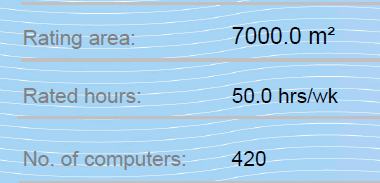 Rating area: 7000.0 m²
Rated hours: 50.0 hrs/wk
No. of computers: 420